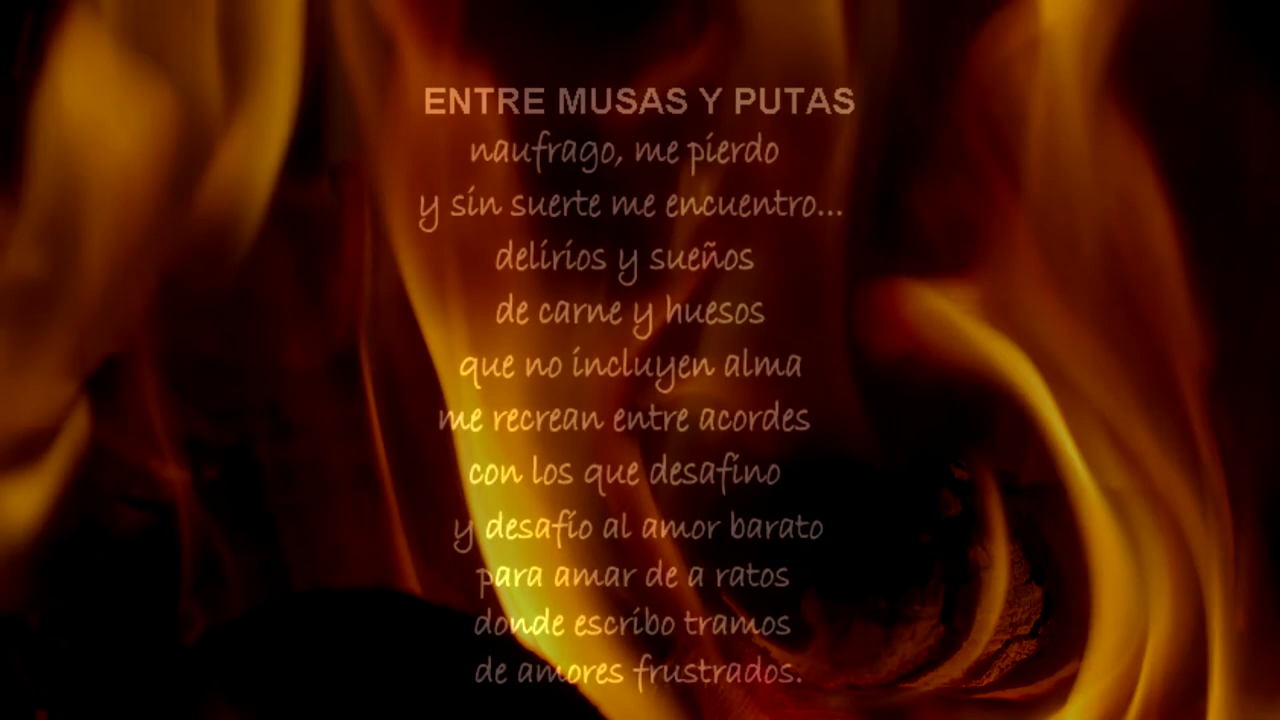 ENTRE MUSAS Y PUTAS
naufrago, me pierdo
y sin suerte me encuentro...
delirios y sueños
de carne y huesos
que no incluyen alma
me recrean entre acordes
con los que desafino
y desafío al amor barato
para amar de a ratos
donde escribo tramos
de amores frustrados.